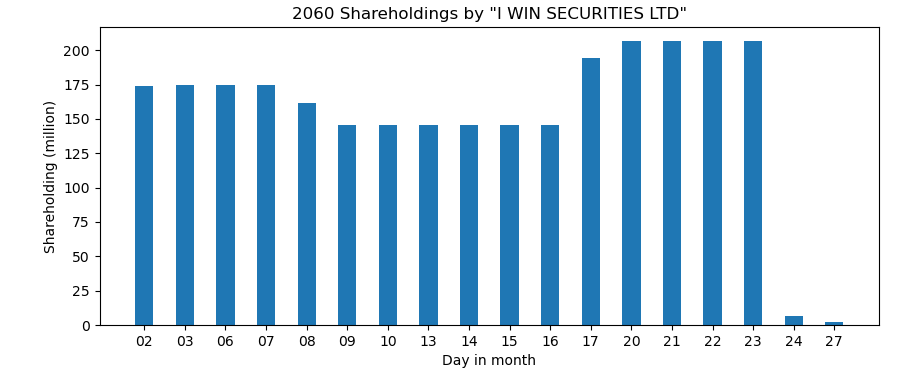 2060 Shareholdings by "I WIN SECURITIES LTD"
200
175
150
125
100
75
50
25
0
Shareholding (million)
02 03 06 07 08 09 10 13 14 15 16 17 20 21 22 23 24 27
Day in month